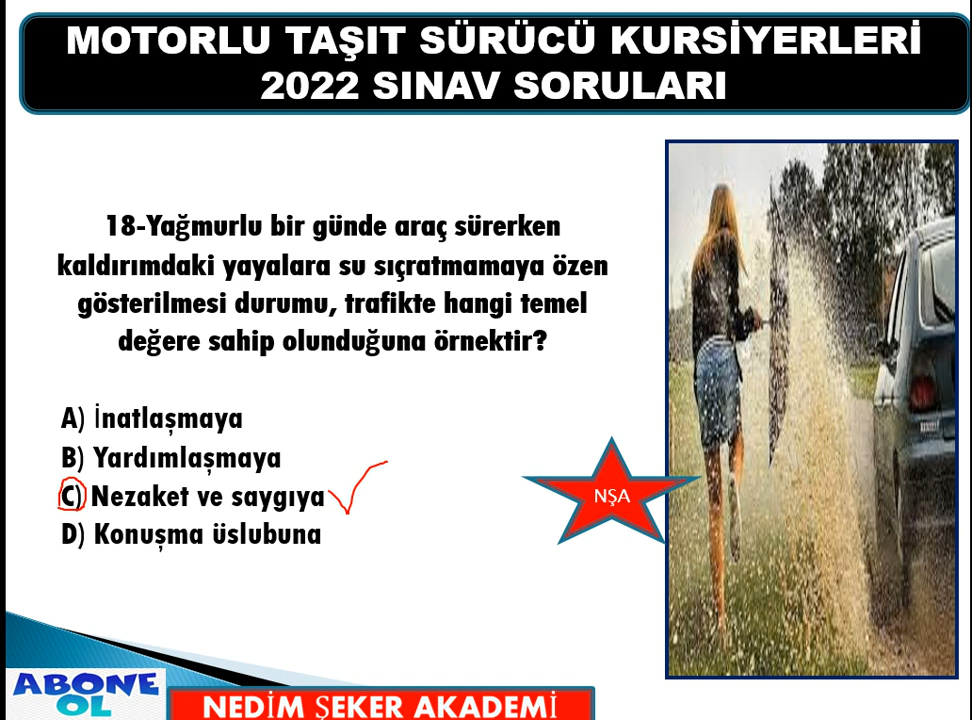 MOTORLU TAŞIT SÜRÜCÜ KURSİYERLERİ
2022 SINAV SORULARI
18-Yağmurlu bir günde araç sürerken
kaldırımdaki yayalara su sıçratmamaya özen
gösterilmesi durumu, trafikte hangi temel
değere sahip olunduğuna örnektir?
A) İnatlaşmaya
B) Yardımlaşmaya
C) Nezaket ve saygıya
D) Konuşma üslubuna
NŞA
ABONE
OL
NEDİM ŞEKER AKADEMİ